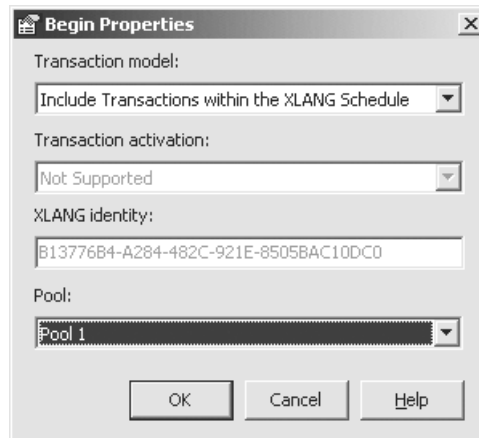 Begin Properties
Transaction model:
Include Transactions within the XLANG Schedule
Transaction activation:
Not Supported
XLANG identity:
B13776B4-A284-482C-921E-8505BAC10DC0
Pool:
Pool 1
OK Cancel Help